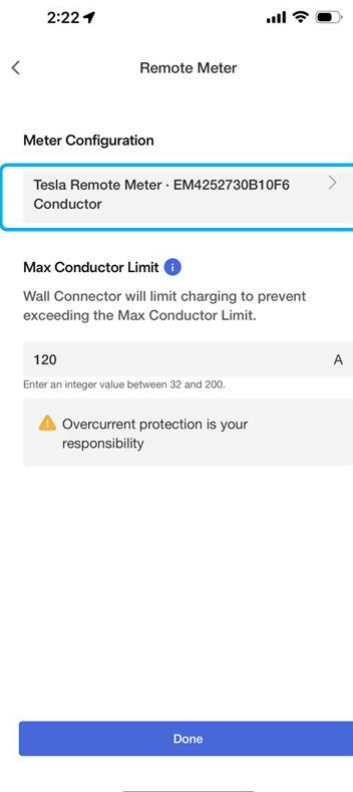 2:22
Remote Meter
Meter Configuration
Tesla Remote Meter · EM4252730B10F6
Conductor
Max Conductor Limit i
Wall Connector will limit charging to prevent
exceeding the Max Conductor Limit.
120 A
Enter an integer value between 32 and 200.
Overcurrent protection is your
responsibility
Done